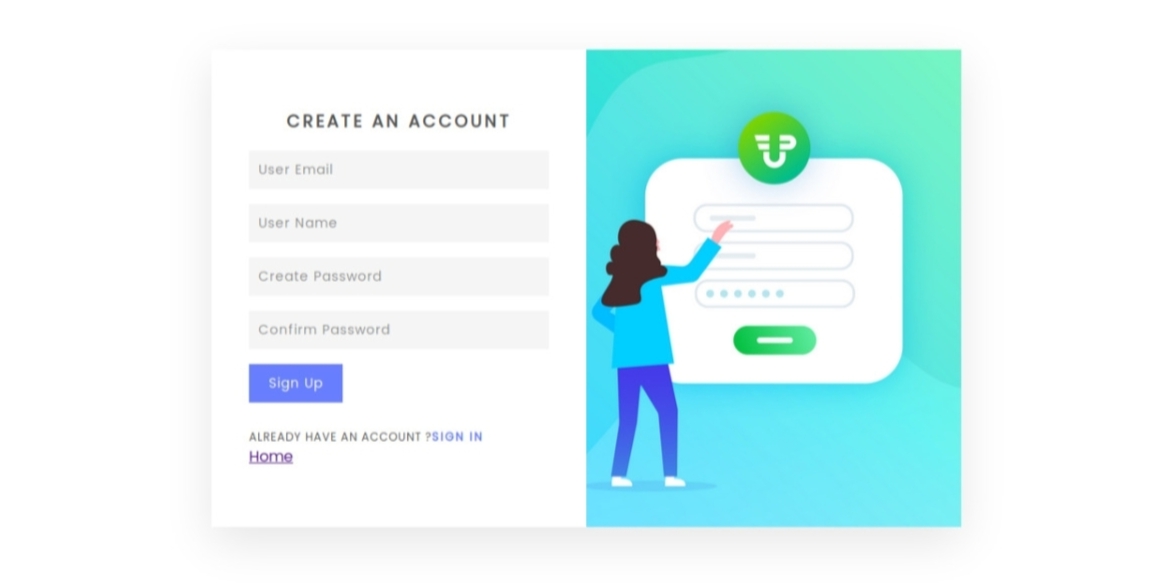 CREATE AN ACCOUNT
User Email
User Name
Create Password
Confirm Password
Sign Up
ALREADY HAVE AN ACCOUNT ?SIGN IN
Home